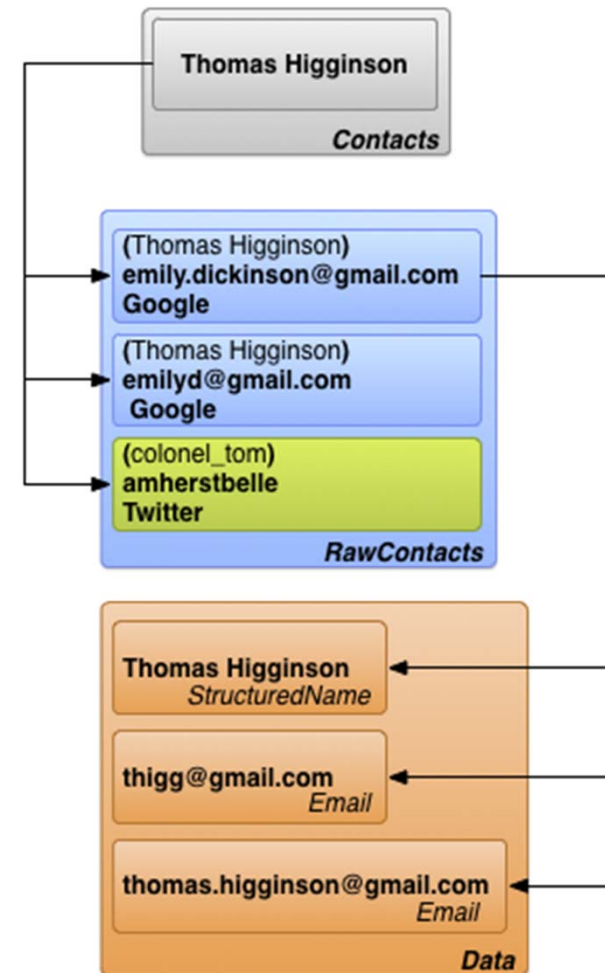 Thomas Higginson
Contacts
(Thomas Higginson)
emily.dickinson@gmail.com
Google
(Thomas Higginson)
emilyd@gmail.com
Google
(colonel_tom)
amherstbelle
Twitter
RawContacts
Thomas Higginson
StructuredName
thigg@gmail.com
Email
thomas.higginson@gmail.com
Email
Data